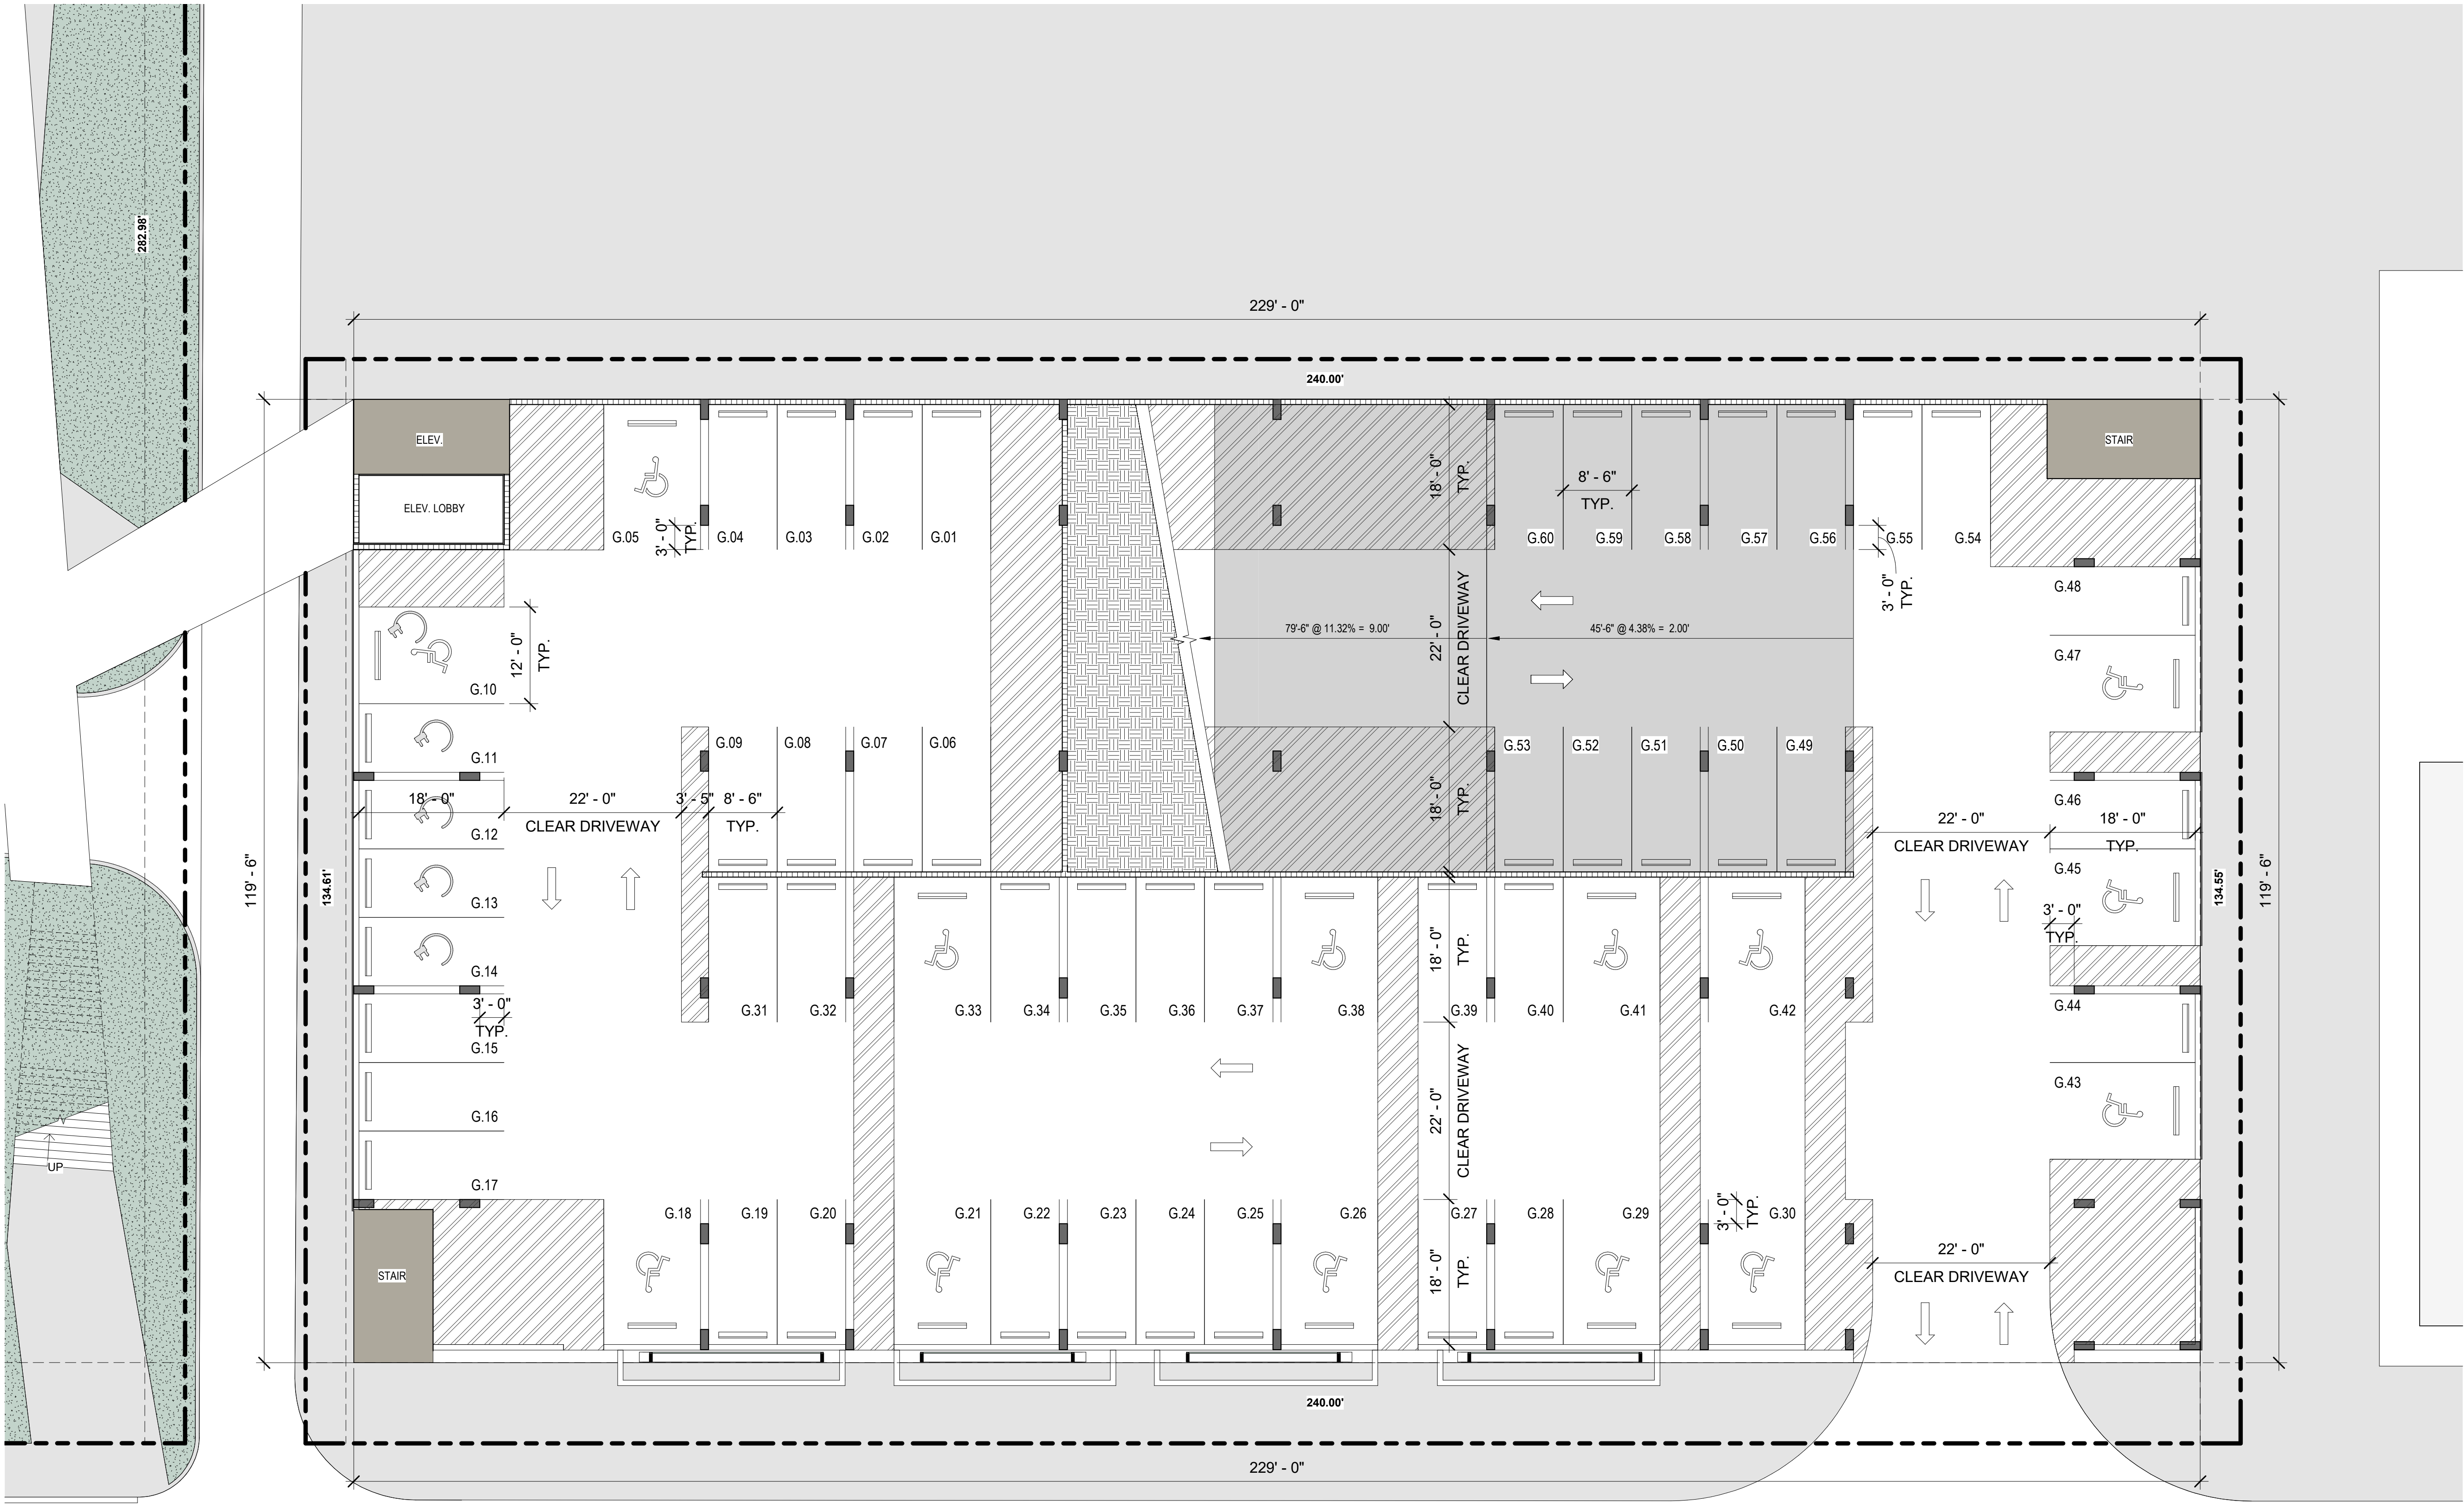 282.98'
229' - 0"
240.00'
ELEV.
STAIR
ELEV. LOBBY
18' - 0"
TYP.
8' - 6"
TYP.
G.05
3' - 0"
TYP.
G.04
G.03
G.02
G.01
G.60
G.59
G.58
G.57
G.56
G.55
G.54
3' - 0"
TYP.
G.48
22' - 0"
CLEAR DRIVEWAY
79'-6" @ 11.32% = 9.00'
45'-6" @ 4.38% = 2.00'
12' - 0"
TYP.
G.47
G.10
G.11
G.09
G.08
G.07
G.06
G.53
G.52
G.51
G.50
G.49
18' - 0"
22' - 0"
CLEAR DRIVEWAY
3' - 5"
8' - 6"
TYP.
18' - 0"
TYP.
G.46
22' - 0"
CLEAR DRIVEWAY
18' - 0"
TYP.
G.12
G.45
119' - 6"
134.61'
134.55'
119' - 6"
G.13
3' - 0"
TYP.
18' - 0"
TYP.
G.14
3' - 0"
TYP.
G.15
G.31
G.32
G.33
G.34
G.35
G.36
G.37
G.38
G.39
G.40
G.41
G.42
G.44
G.43
22' - 0"
CLEAR DRIVEWAY
G.16
UP
G.17
G.18
G.19
G.20
G.21
G.22
G.23
G.24
G.25
G.26
G.27
G.28
G.29
3' - 0"
TYP.
G.30
22' - 0"
CLEAR DRIVEWAY
STAIR
18' - 0"
TYP.
240.00'
229' - 0"